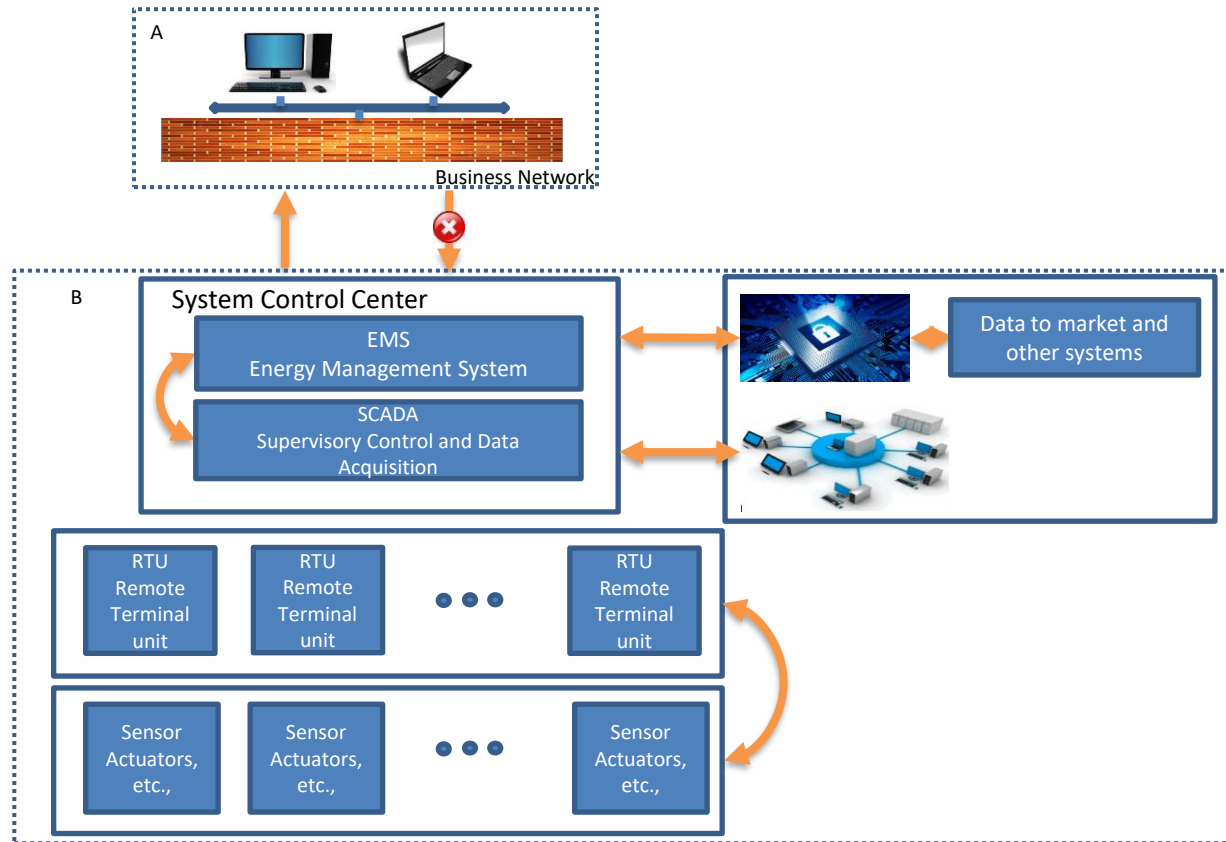 A
Business Network
B
System Control Center
EMS
Energy Management System
SCADA
Supervisory Control and Data
Acquisition
Data to market and
other systems
RTU
Remote
Terminal
unit
RTU
Remote
Terminal
unit
RTU
Remote
Terminal
unit
Sensor
Actuators,
etc.,
Sensor
Actuators,
etc.,
Sensor
Actuators,
etc.,